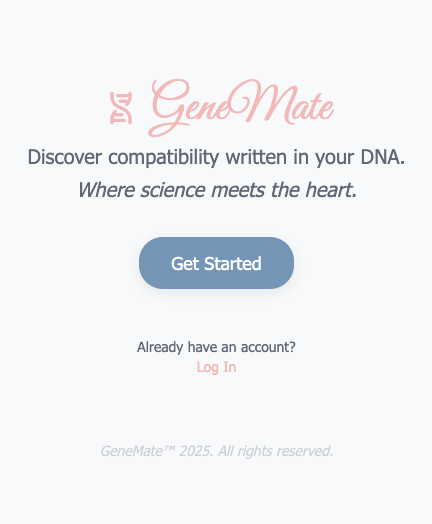 GeneMate
Discover compatibility written in your DNA.
Where science meets the heart.
Get Started
Already have an account?
Log In
GeneMate™ 2025. All rights reserved.